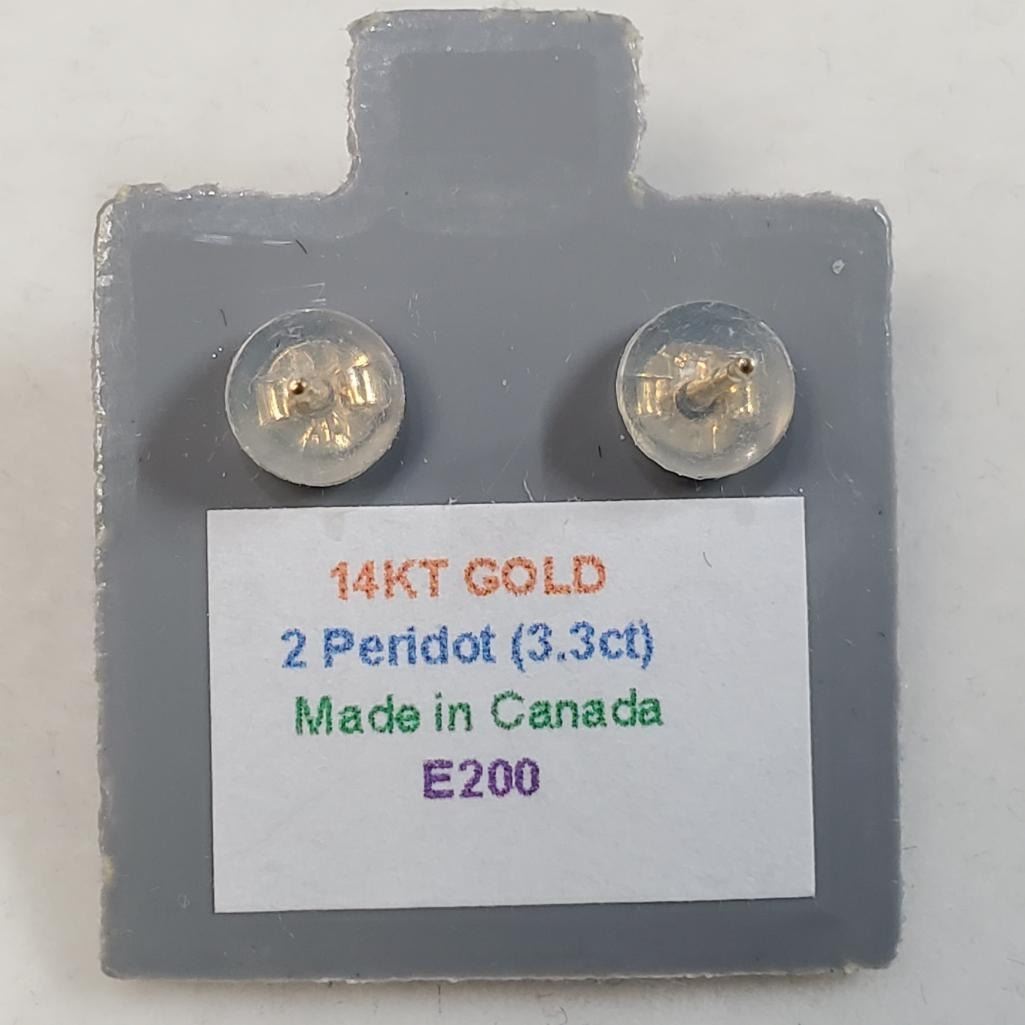 14KT GOLD
2 Peridot (3.3ct)
Made in Canada
E200